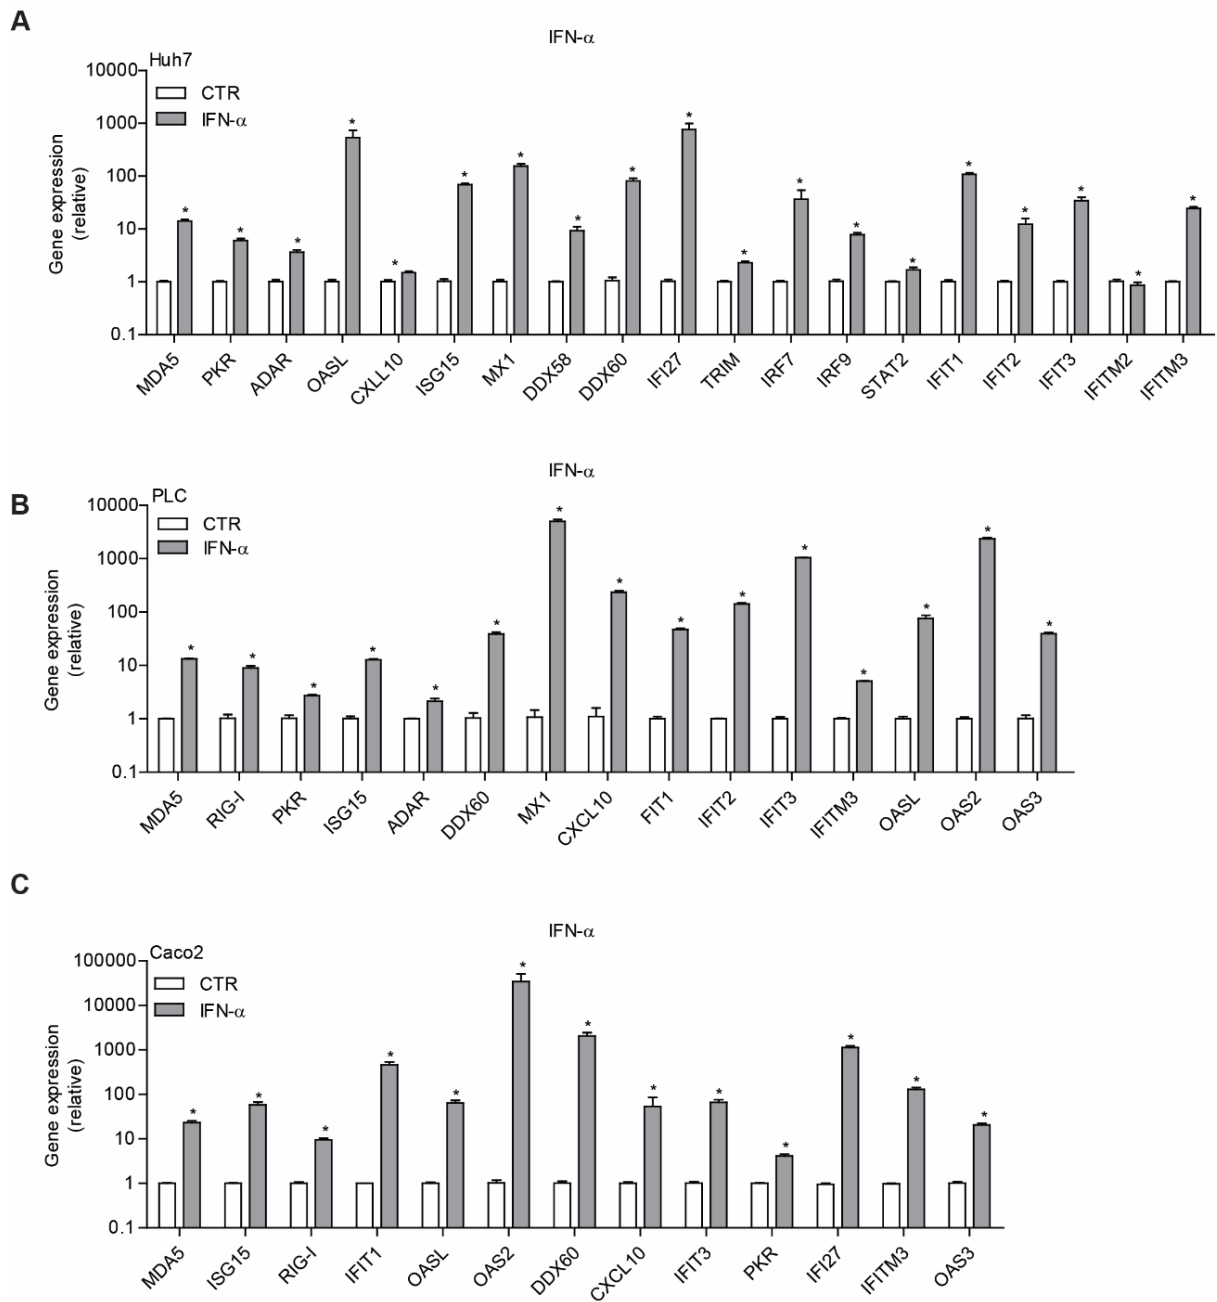 A
IFN-α
Huh7
CTR
IFN-α
Gene expression
(relative)
10000
1000
100
10
1
0.1
* * * * * * * * * * * * * * * * * * *
MDA5 PKR ADAR OASL CXLL10 ISG15 MX1 DDX58 DDX60 IFI27 TRIM IRF7 IRF9 STAT2 IFIT1 IFIT2 IFIT3 IFITM2 IFITM3
B
IFN-α
PLC
CTR
IFN-α
Gene expression
(relative)
10000
1000
100
10
1
0.1
* * * * * * * * * * * * * * *
MDA5 RIG-I PKR ISG15 ADAR DDX60 MX1 CXCL10 FIT1 IFIT2 IFIT3 IFITM3 OASL OAS2 OAS3
C
IFN-α
Caco2
CTR
IFN-α
Gene expression
(relative)
100000
10000
1000
100
10
1
0.1
* * * * * * * * * * * * *
MDA5 ISG15 RIG-I IFIT1 OASL OAS2 DDX60 CXCL10 IFIT3 PKR IFI27 IFITM3 OAS3